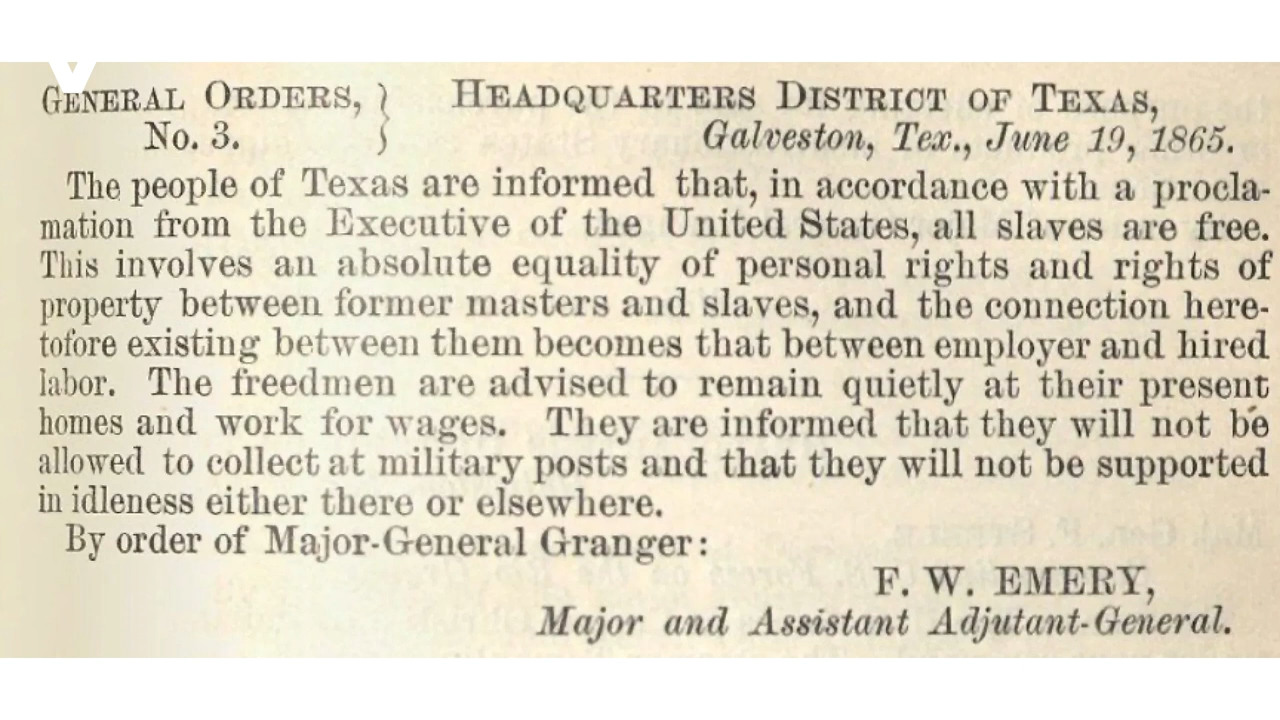 GENERAL ORDERS, } HEADQUARTERS DISTRICT OF TEXAS,
No. 3. Galveston, Tex., June 19, 1865.
The people of Texas are informed that, in accordance with a procla-
mation from the Executive of the United States, all slaves are free.
This involves an absolute equality of personal rights and rights of
property between former masters and slaves, and the connection here-
tofore existing between them becomes that between employer and hired
labor. The freedmen are advised to remain quietly at their present
homes and work for wages. They are informed that they will not be
allowed to collect at military posts and that they will not be supported
in idleness either there or elsewhere.
By order of Major-General Granger:
F. W. EMERY,
Major and Assistant Adjutant-General.